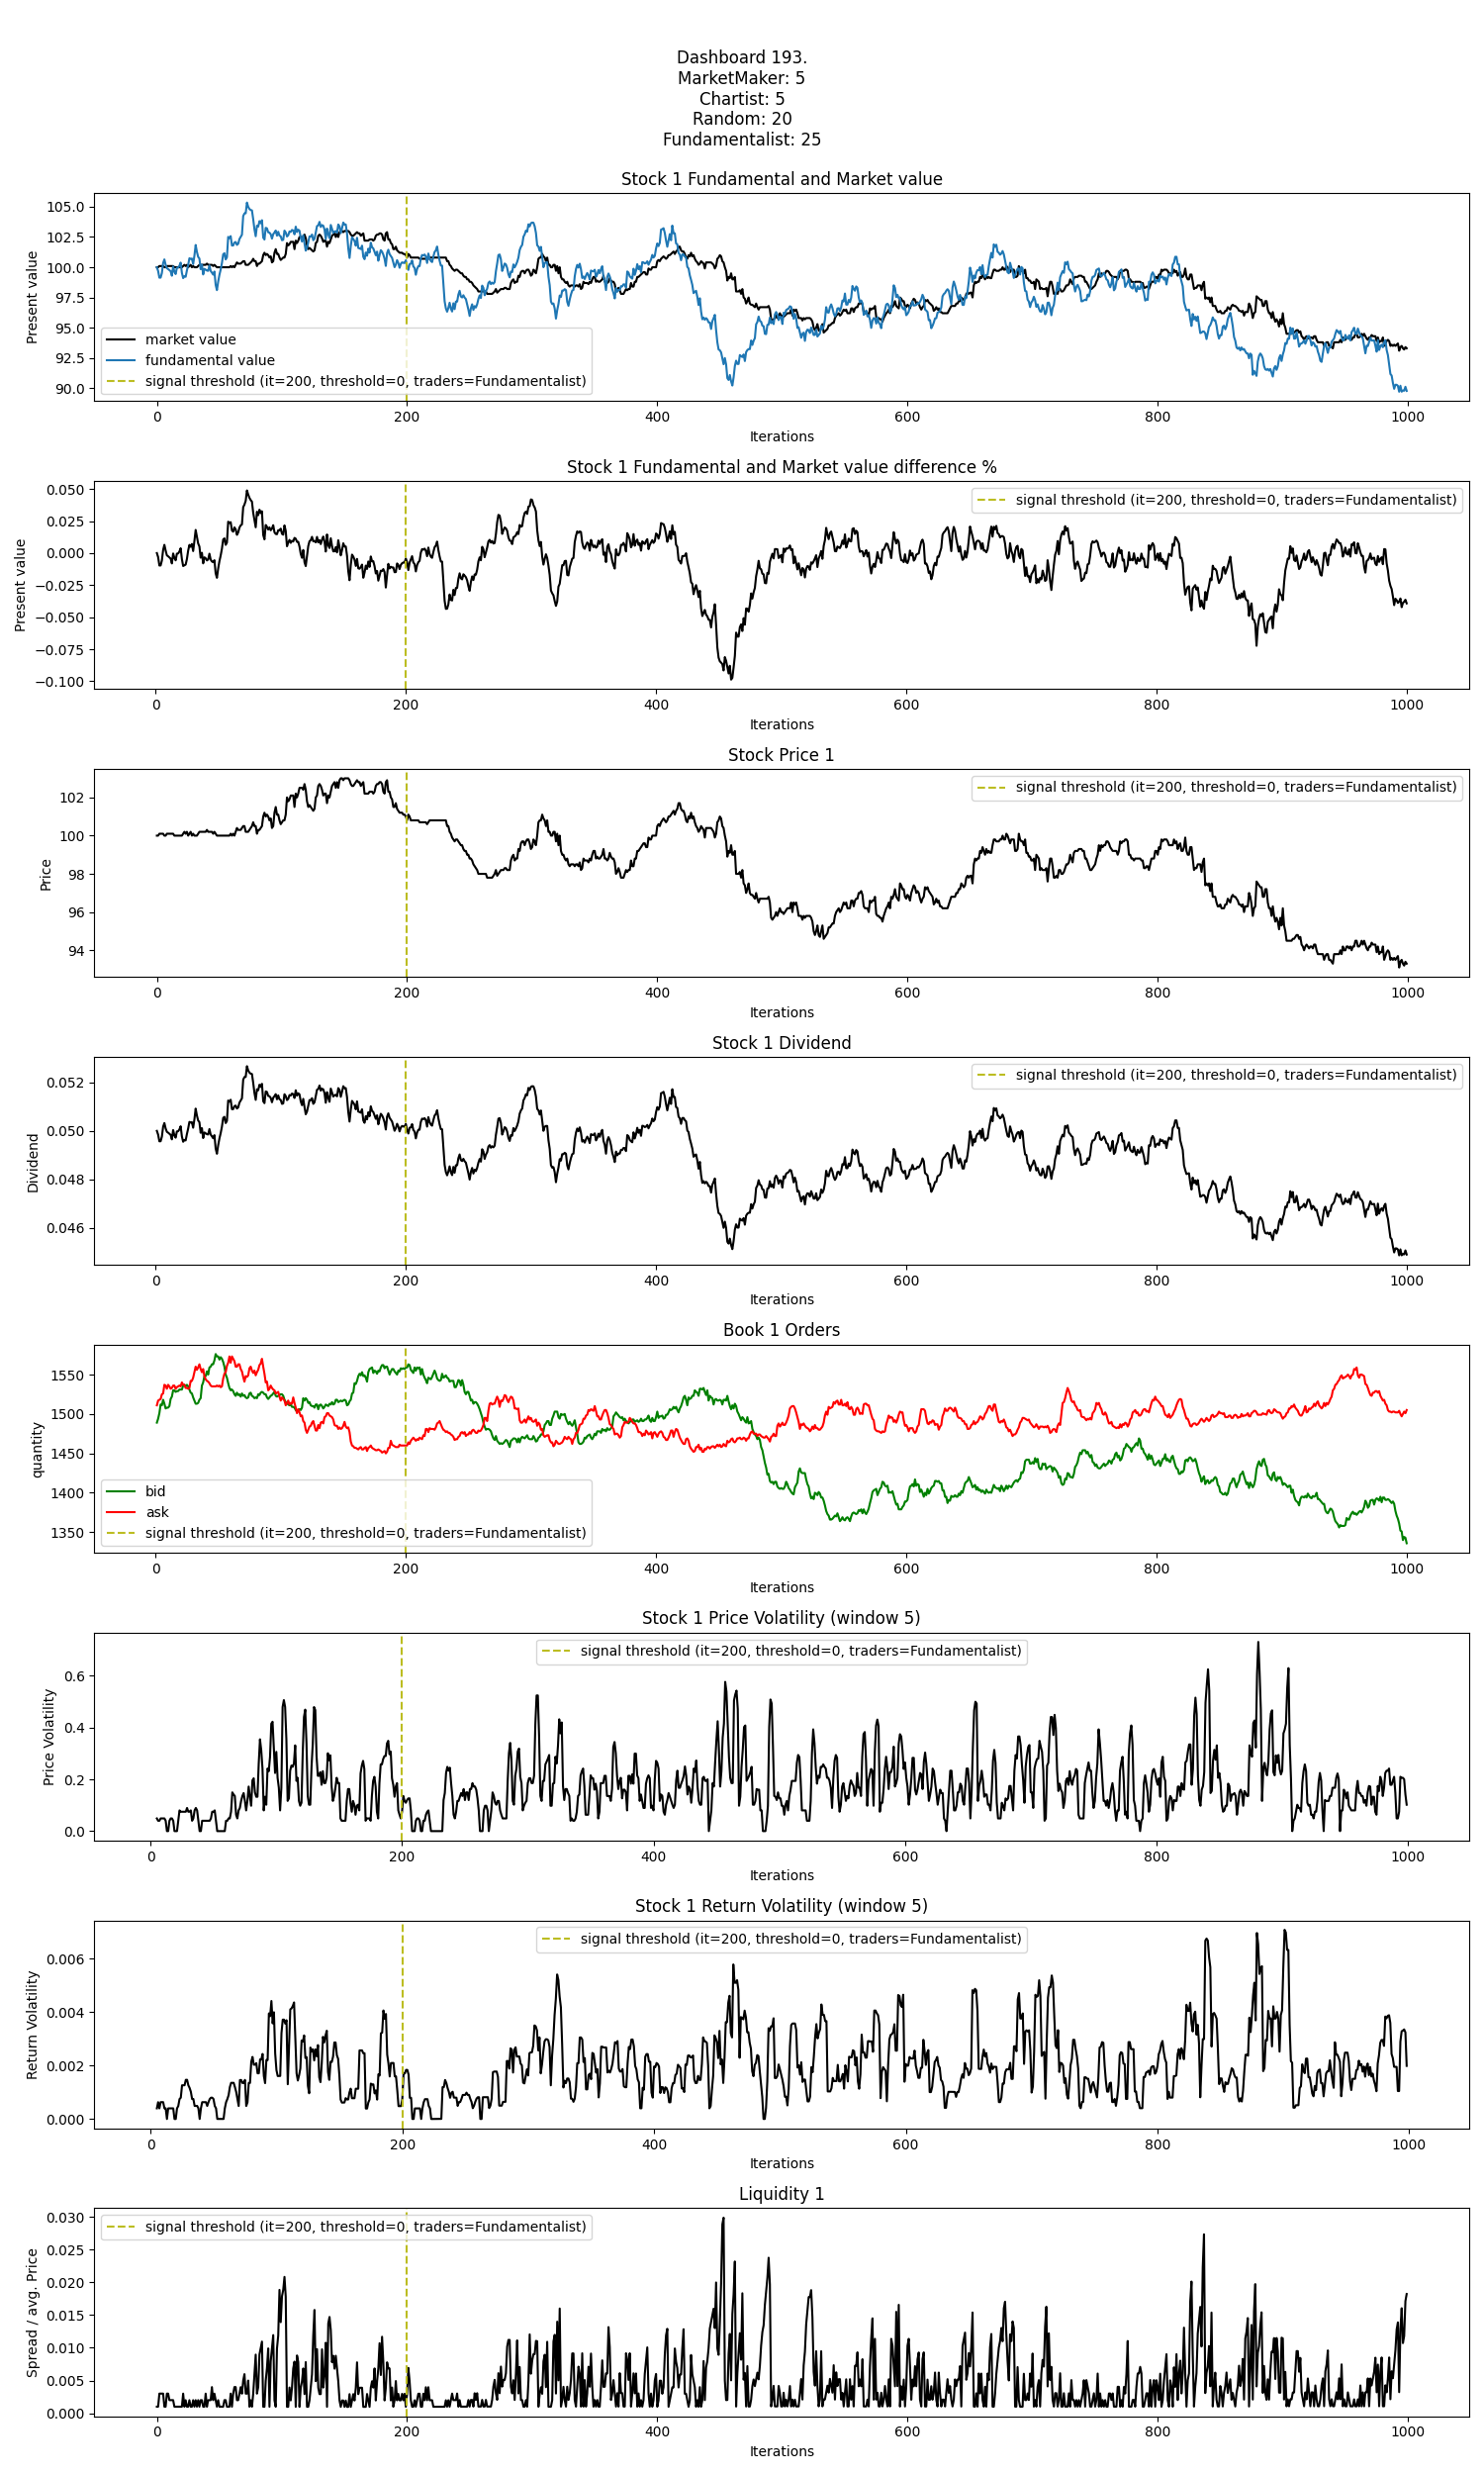 Dashboard 193.
MarketMaker: 5
Chartist: 5
Random: 20
Fundamentalist: 25
Stock 1 Fundamental and Market value
Present value
105.0
102.5
100.0
97.5
95.0
92.5
90.0
market value
fundamental value
signal threshold (it=200, threshold=0, traders=Fundamentalist)
0 200 400 600 800 1000
Iterations
Stock 1 Fundamental and Market value difference %
Present value
0.050
0.025
0.000
−0.025
−0.050
−0.075
−0.100
signal threshold (it=200, threshold=0, traders=Fundamentalist)
0 200 400 600 800 1000
Iterations
Stock Price 1
Price
102
100
98
96
94
signal threshold (it=200, threshold=0, traders=Fundamentalist)
0 200 400 600 800 1000
Iterations
Stock 1 Dividend
Dividend
0.052
0.050
0.048
0.046
signal threshold (it=200, threshold=0, traders=Fundamentalist)
0 200 400 600 800 1000
Iterations
Book 1 Orders
quantity
1550
1500
1450
1400
1350
bid
ask
signal threshold (it=200, threshold=0, traders=Fundamentalist)
0 200 400 600 800 1000
Iterations
Stock 1 Price Volatility (window 5)
Price Volatility
0.6
0.4
0.2
0.0
signal threshold (it=200, threshold=0, traders=Fundamentalist)
0 200 400 600 800 1000
Iterations
Stock 1 Return Volatility (window 5)
Return Volatility
0.006
0.004
0.002
0.000
signal threshold (it=200, threshold=0, traders=Fundamentalist)
0 200 400 600 800 1000
Iterations
Liquidity 1
Spread / avg. Price
0.030
0.025
0.020
0.015
0.010
0.005
0.000
signal threshold (it=200, threshold=0, traders=Fundamentalist)
0 200 400 600 800 1000
Iterations